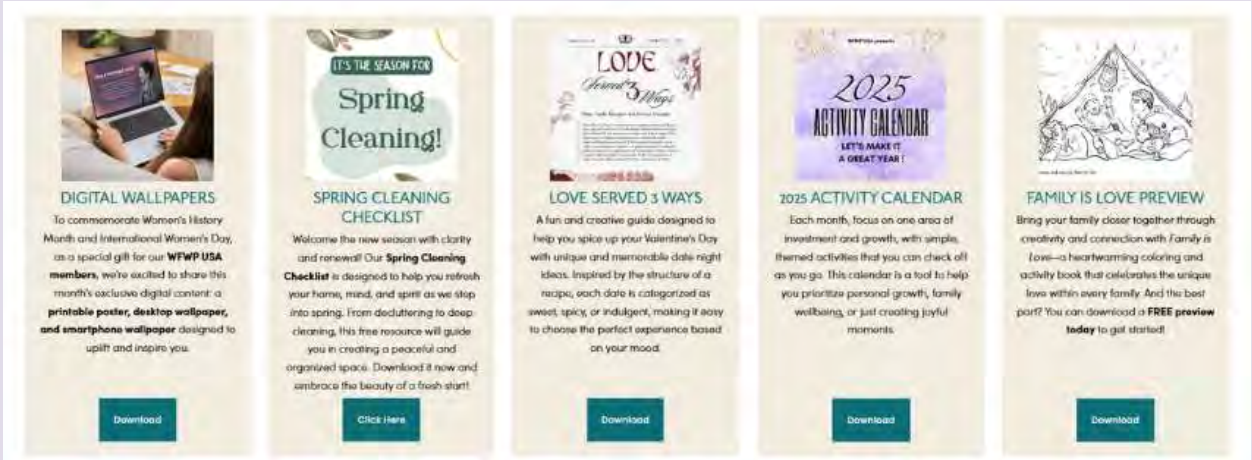 DIGITAL WALLPAPERS
To commemorate Women's History
Month and International Women's Day,
as a special gift for our WFWP USA
members, we're excited to share this
month's exclusive digital content: a
printable poster, desktop wallpaper,
and smartphone wallpaper designed to
uplift and inspire you.
Download
IT'S THE SEASON FOR
Spring
Cleaning!
SPRING CLEANING
CHECKLIST
Welcome the new season with clarity
and renewal! Our Spring Cleaning
Checklist is designed to help you refresh
your home, mind, and spirit as we step
into spring. From decluttering to deep
cleaning, this free resource will guide
you in creating a peaceful and
organized space. Download it now and
embrace the beauty of a fresh start!
Click Here
LOVE
Served 3 Ways
LOVE SERVED 3 WAYS
A fun and creative guide designed to
help you spice up your Valentine's Day
with unique and memorable date night
ideas. Inspired by the structure of a
recipe, each date is categorized as
sweet, spicy, or indulgent, making it easy
to choose the perfect experience based
on your mood.
Download
2025
ACTIVITY CALENDAR
LET'S MAKE IT
A GREAT YEAR!
2025 ACTIVITY CALENDAR
Each month, focus on one area of
investment and growth, with simple,
themed activities that you can check off
as you go. This calendar is a tool to help
you prioritize personal growth, family
wellbeing, or just creating joyful
moments.
Download
FAMILY IS LOVE PREVIEW
Bring your family closer together through
creativity and connection with Family is
Love—a heartwarming coloring and
activity book that celebrates the unique
love within every family. And the best
part? You can download a FREE preview
today to get started!
Download